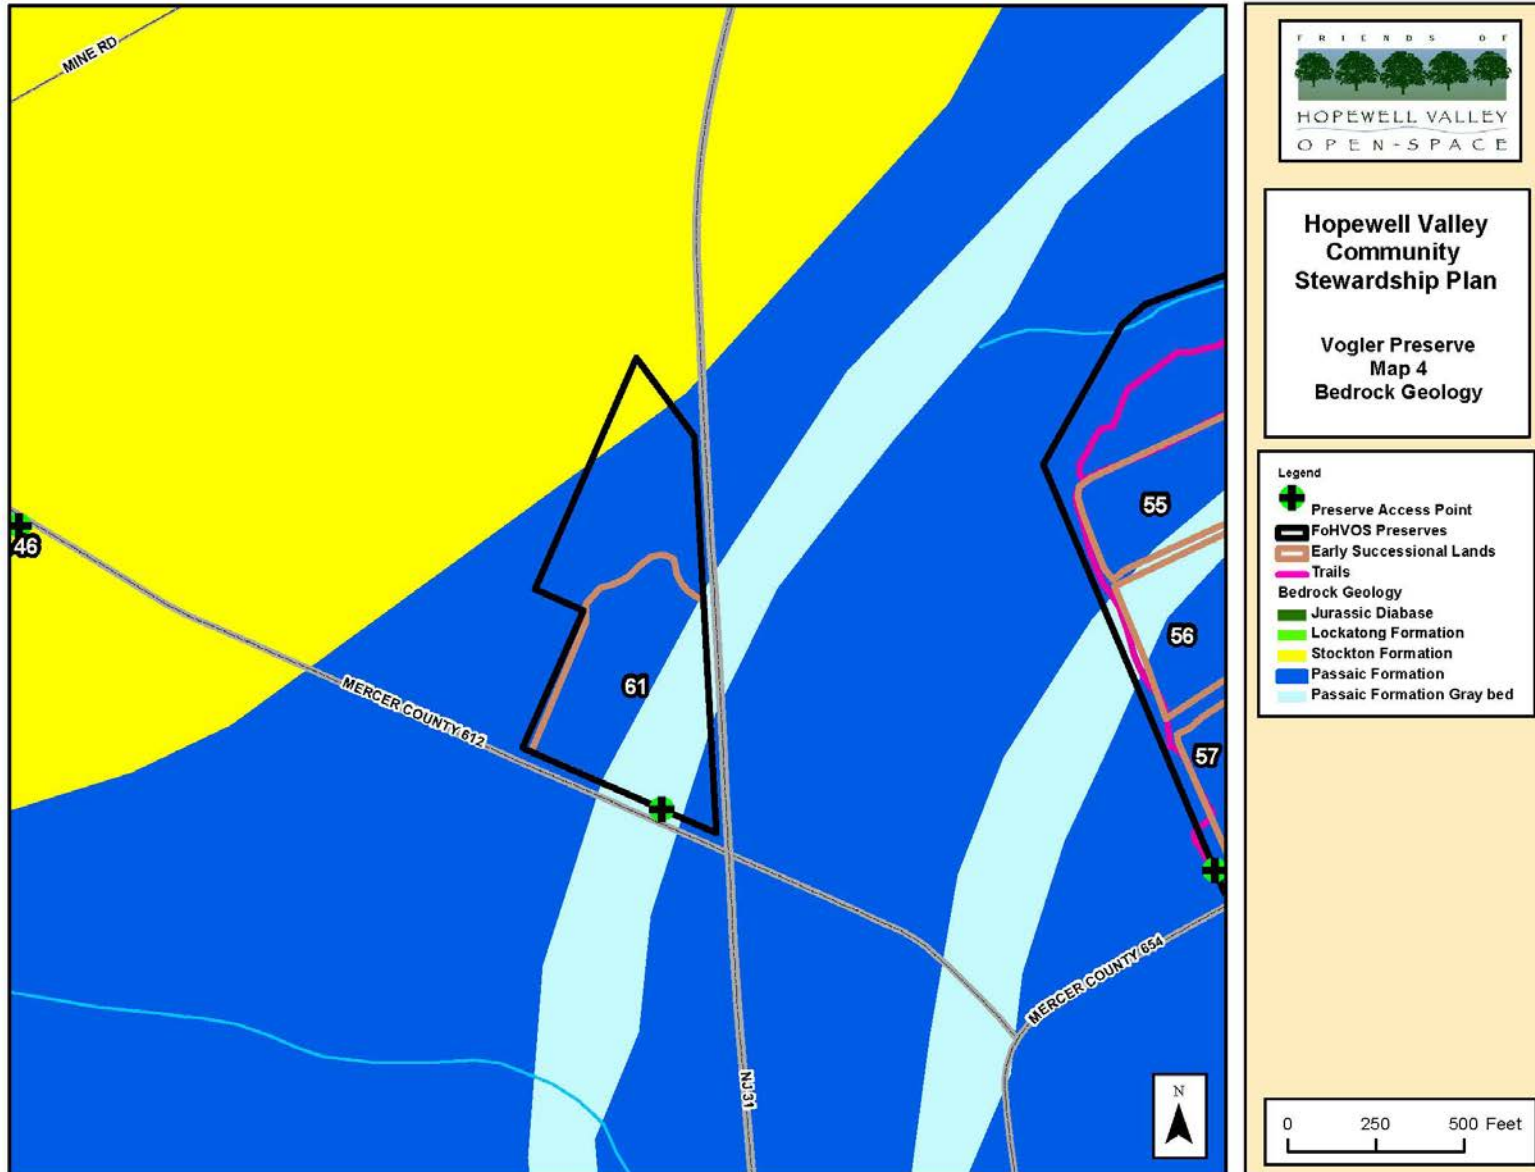 MINE RD
46
MERCER COUNTY 612
61
55
56
57
MERCER COUNTY 654
NJ 31
N
FRIENDS OF
HOPEWELL VALLEY
OPEN-SPACE
Hopewell Valley
Community
Stewardship Plan
Vogler Preserve
Map 4
Bedrock Geology
Legend
Preserve Access Point
FoHVOS Preserves
Early Successional Lands
Trails
Bedrock Geology
Jurassic Diabase
Lockatong Formation
Stockton Formation
Passaic Formation
Passaic Formation Gray bed
0 250 500 Feet